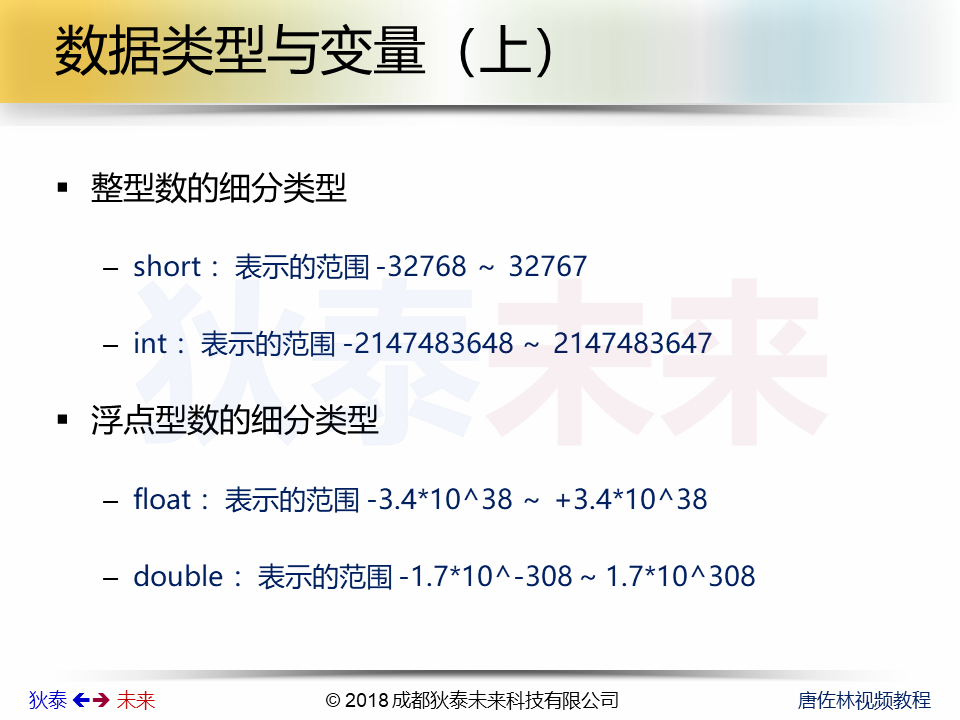 数据类型与变量（上）
▪ 整型数的细分类型
– short： 表示的范围 -32768 ~ 32767
– int： 表示的范围 -2147483648 ~ 2147483647
狄泰未来
▪ 浮点型数的细分类型
– float： 表示的范围 -3.4*10^38 ~ +3.4*10^38
– double： 表示的范围 -1.7*10^-308 ~ 1.7*10^308
狄泰 未来 © 2018 成都狄泰未来科技有限公司 唐佐林视频教程